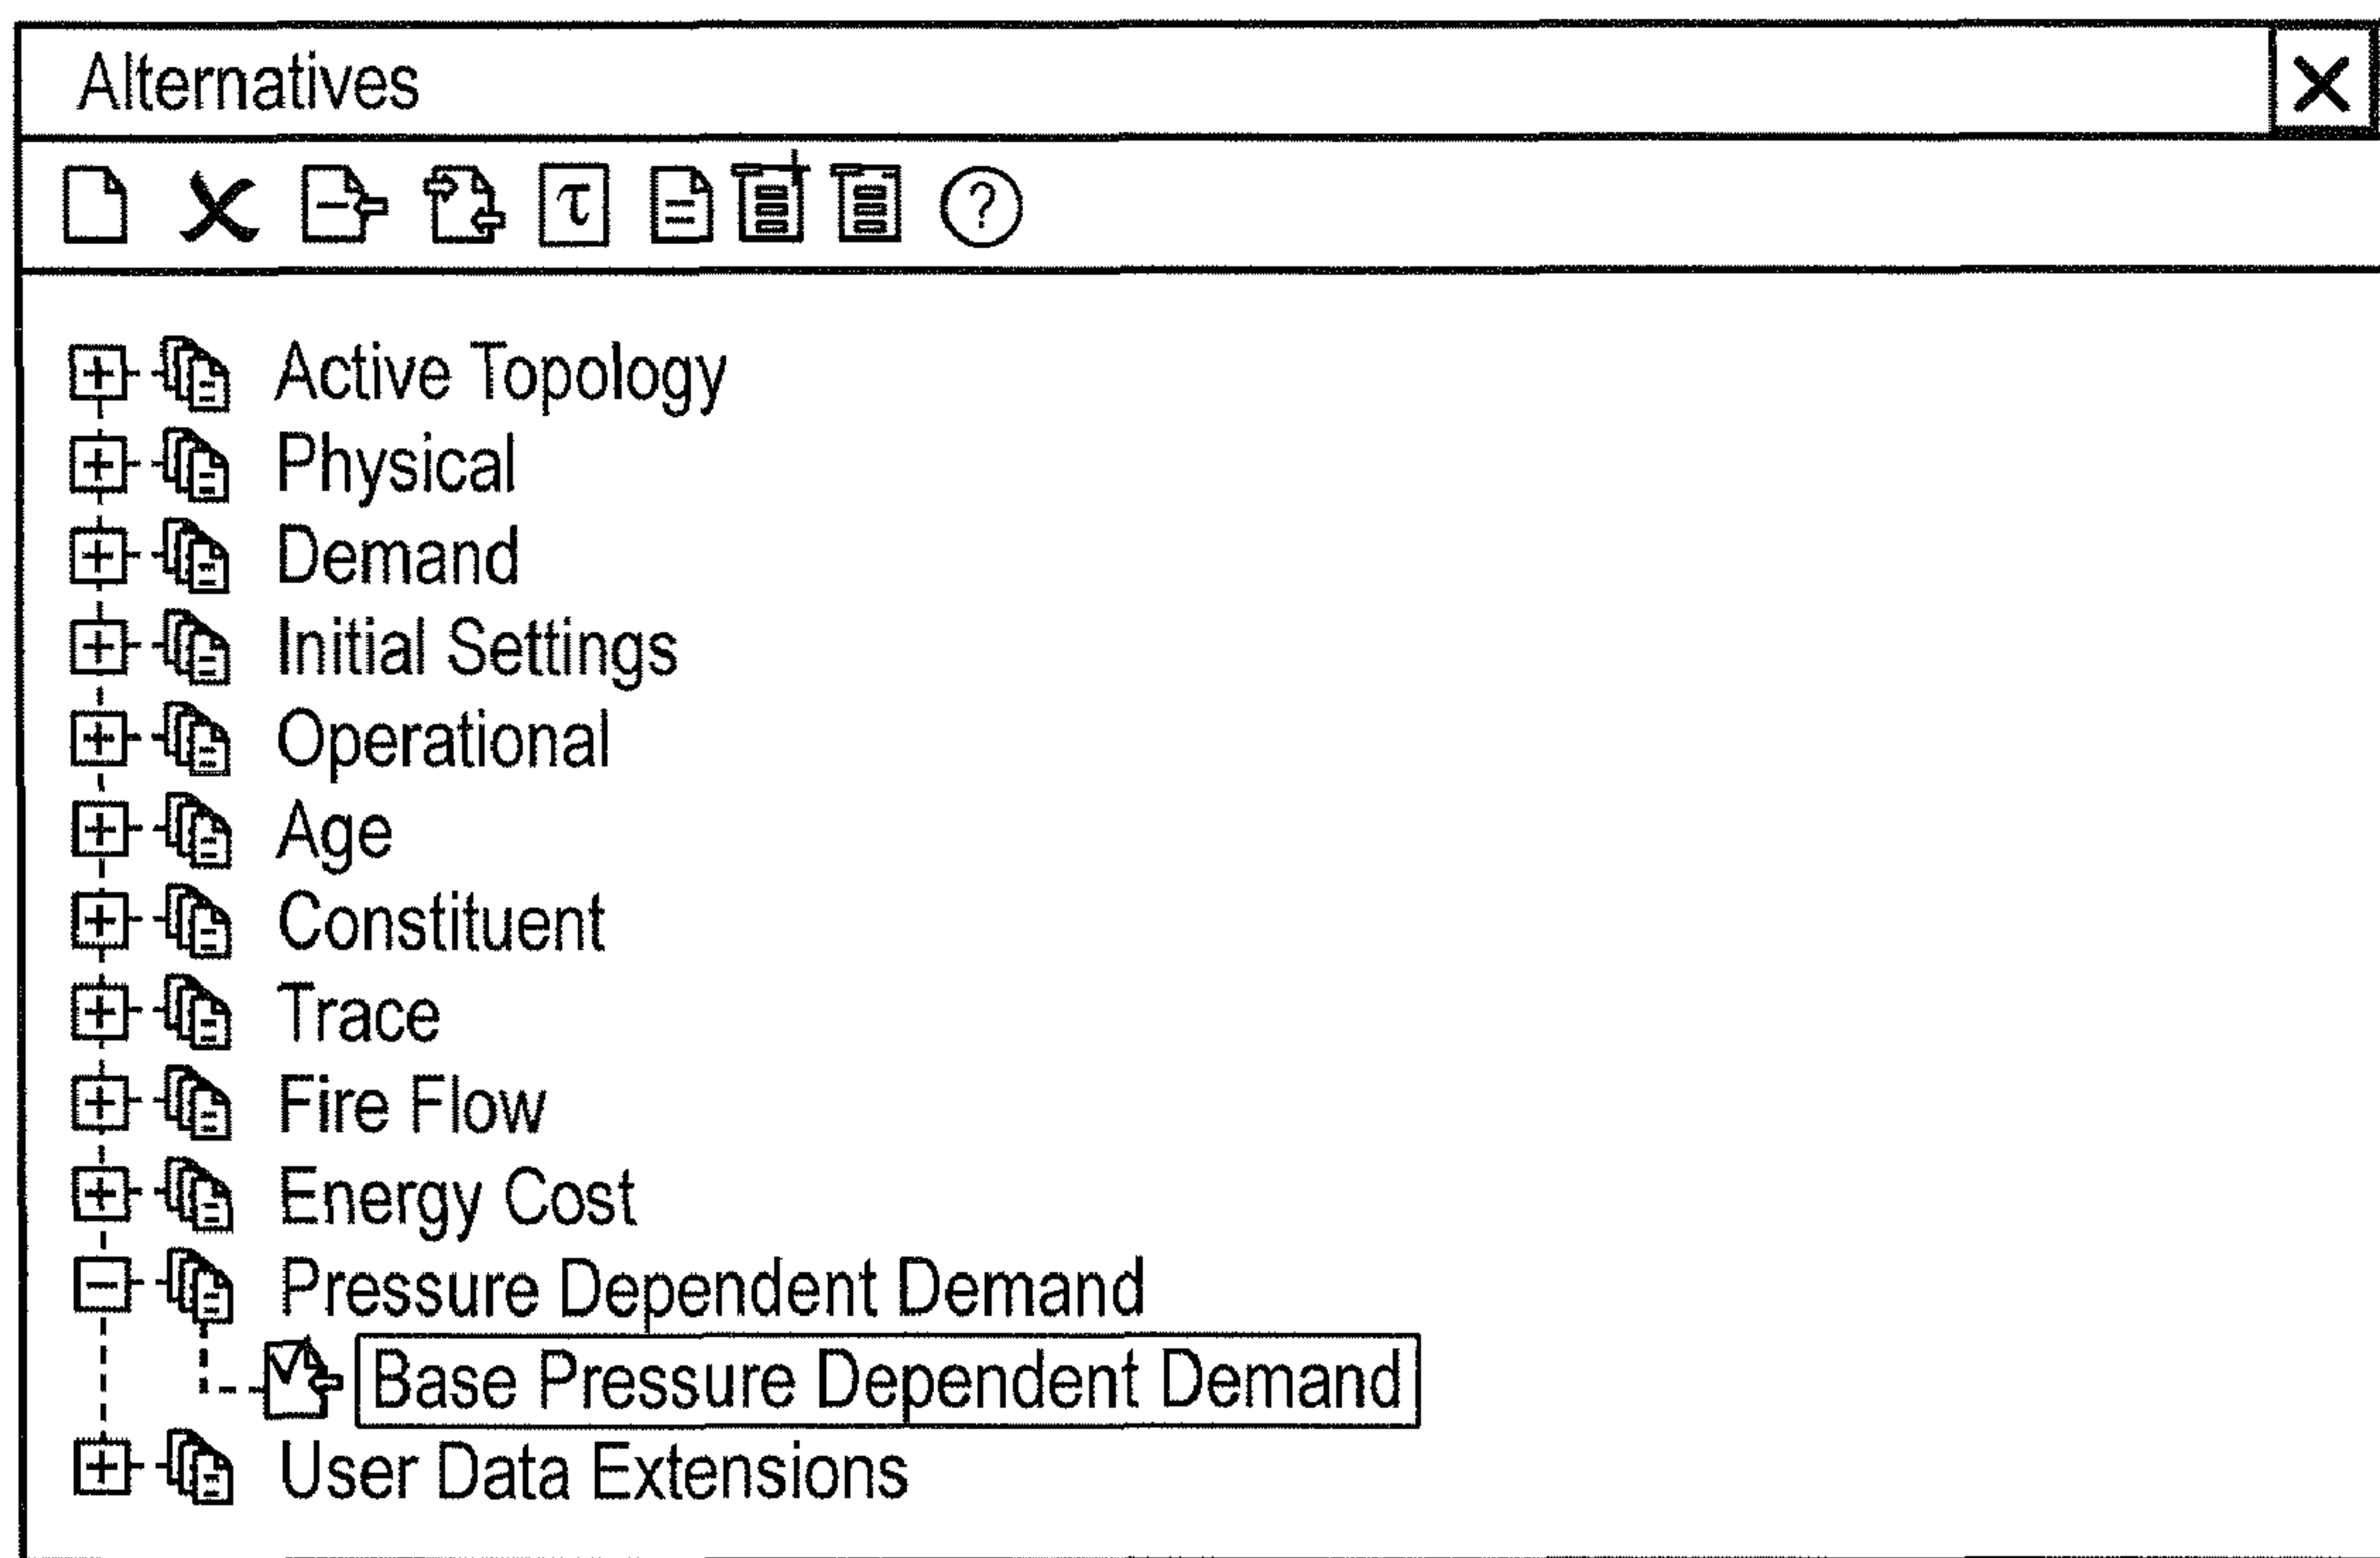 Alternatives
τ ?
Active Topology
Physical
Demand
Initial Settings
Operational
Age
Constituent
Trace
Fire Flow
Energy Cost
Pressure Dependent Demand
Base Pressure Dependent Demand
User Data Extensions